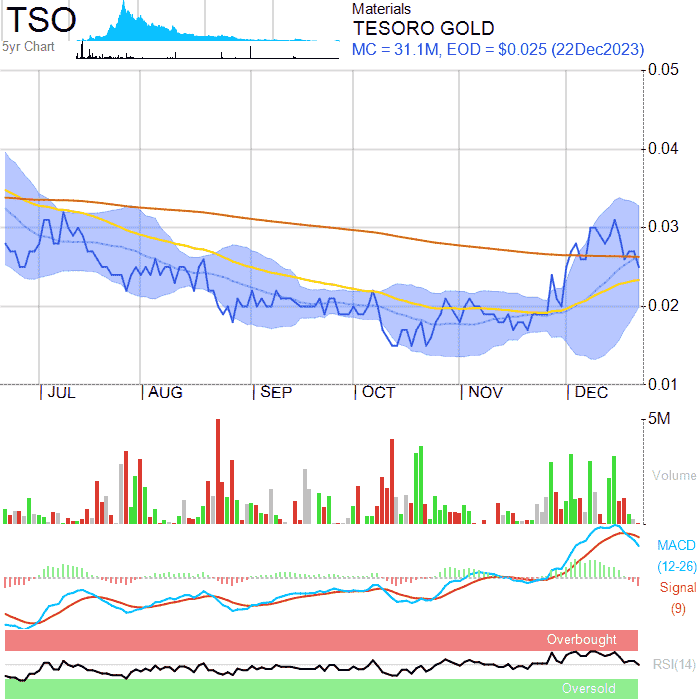 TSO
5yr Chart
Materials
TESORO GOLD
MC = 31.1M, EOD = $0.025 (22Dec2023)
0.05
0.04
0.03
0.02
0.01
JUL AUG SEP OCT NOV DEC
5M
Volume
MACD
(12-26)
Signal
(9)
Overbought
RSI(14)
Oversold